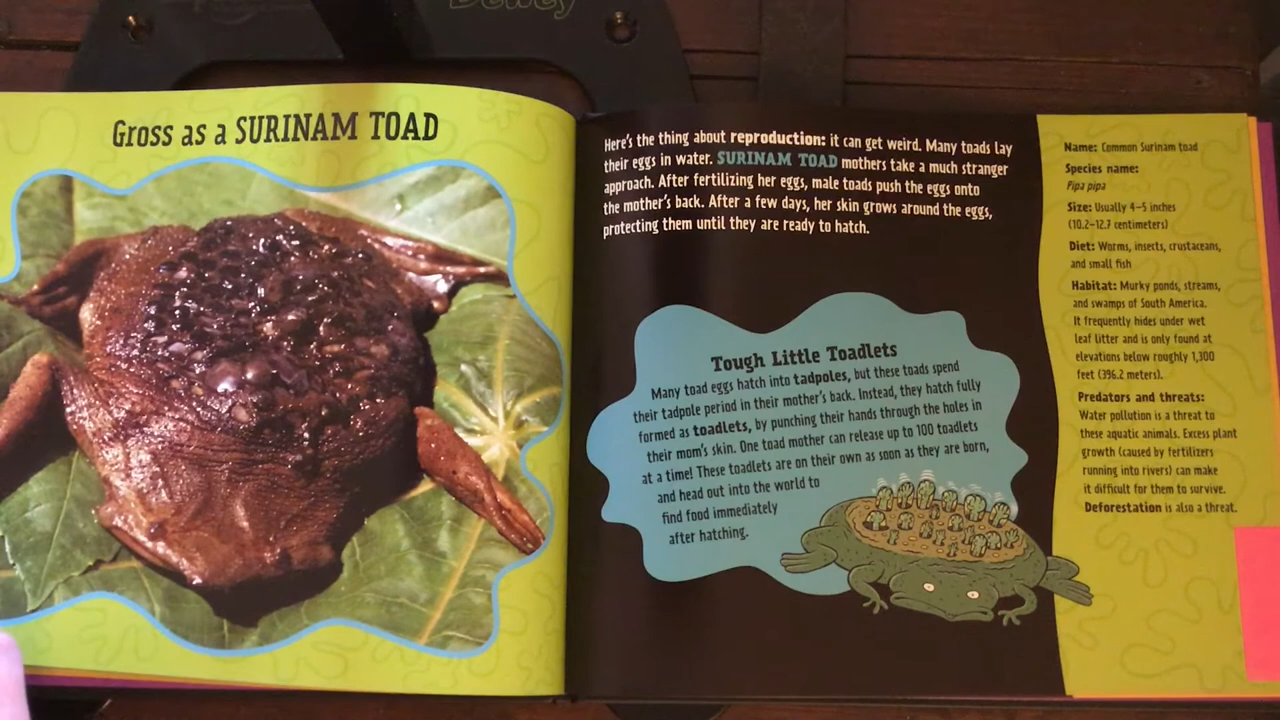 Dewey
Gross as a SURINAM TOAD
Here's the thing about reproduction: it can get weird. Many toads lay
their eggs in water. SURINAM TOAD mothers take a much stranger
approach. After fertilizing her eggs, male toads push the eggs onto
the mother's back. After a few days, her skin grows around the eggs,
protecting them until they are ready to hatch.
Tough Little Toadlets
Many toad eggs hatch into tadpoles, but these toads spend
their tadpole period in their mother's back. Instead, they hatch fully
formed as toadlets, by punching their hands through the holes in
their mom's skin. One toad mother can release up to 100 toadlets
at a time! These toadlets are on their own as soon as they are born,
and head out into the world to
find food immediately
after hatching.
Name: Common Surinam toad
Species name:
Pipa pipa
Size: Usually 4–5 inches
(10.2–12.7 centimeters)
Diet: Worms, insects, crustaceans,
and small fish
Habitat: Murky ponds, streams,
and swamps of South America.
It frequently hides under wet
leaf litter and is only found at
elevations below roughly 1,300
feet (396.2 meters).
Predators and threats:
Water pollution is a threat to
these aquatic animals. Excess plant
growth (caused by fertilizers
running into rivers) can make
it difficult for them to survive.
Deforestation is also a threat.